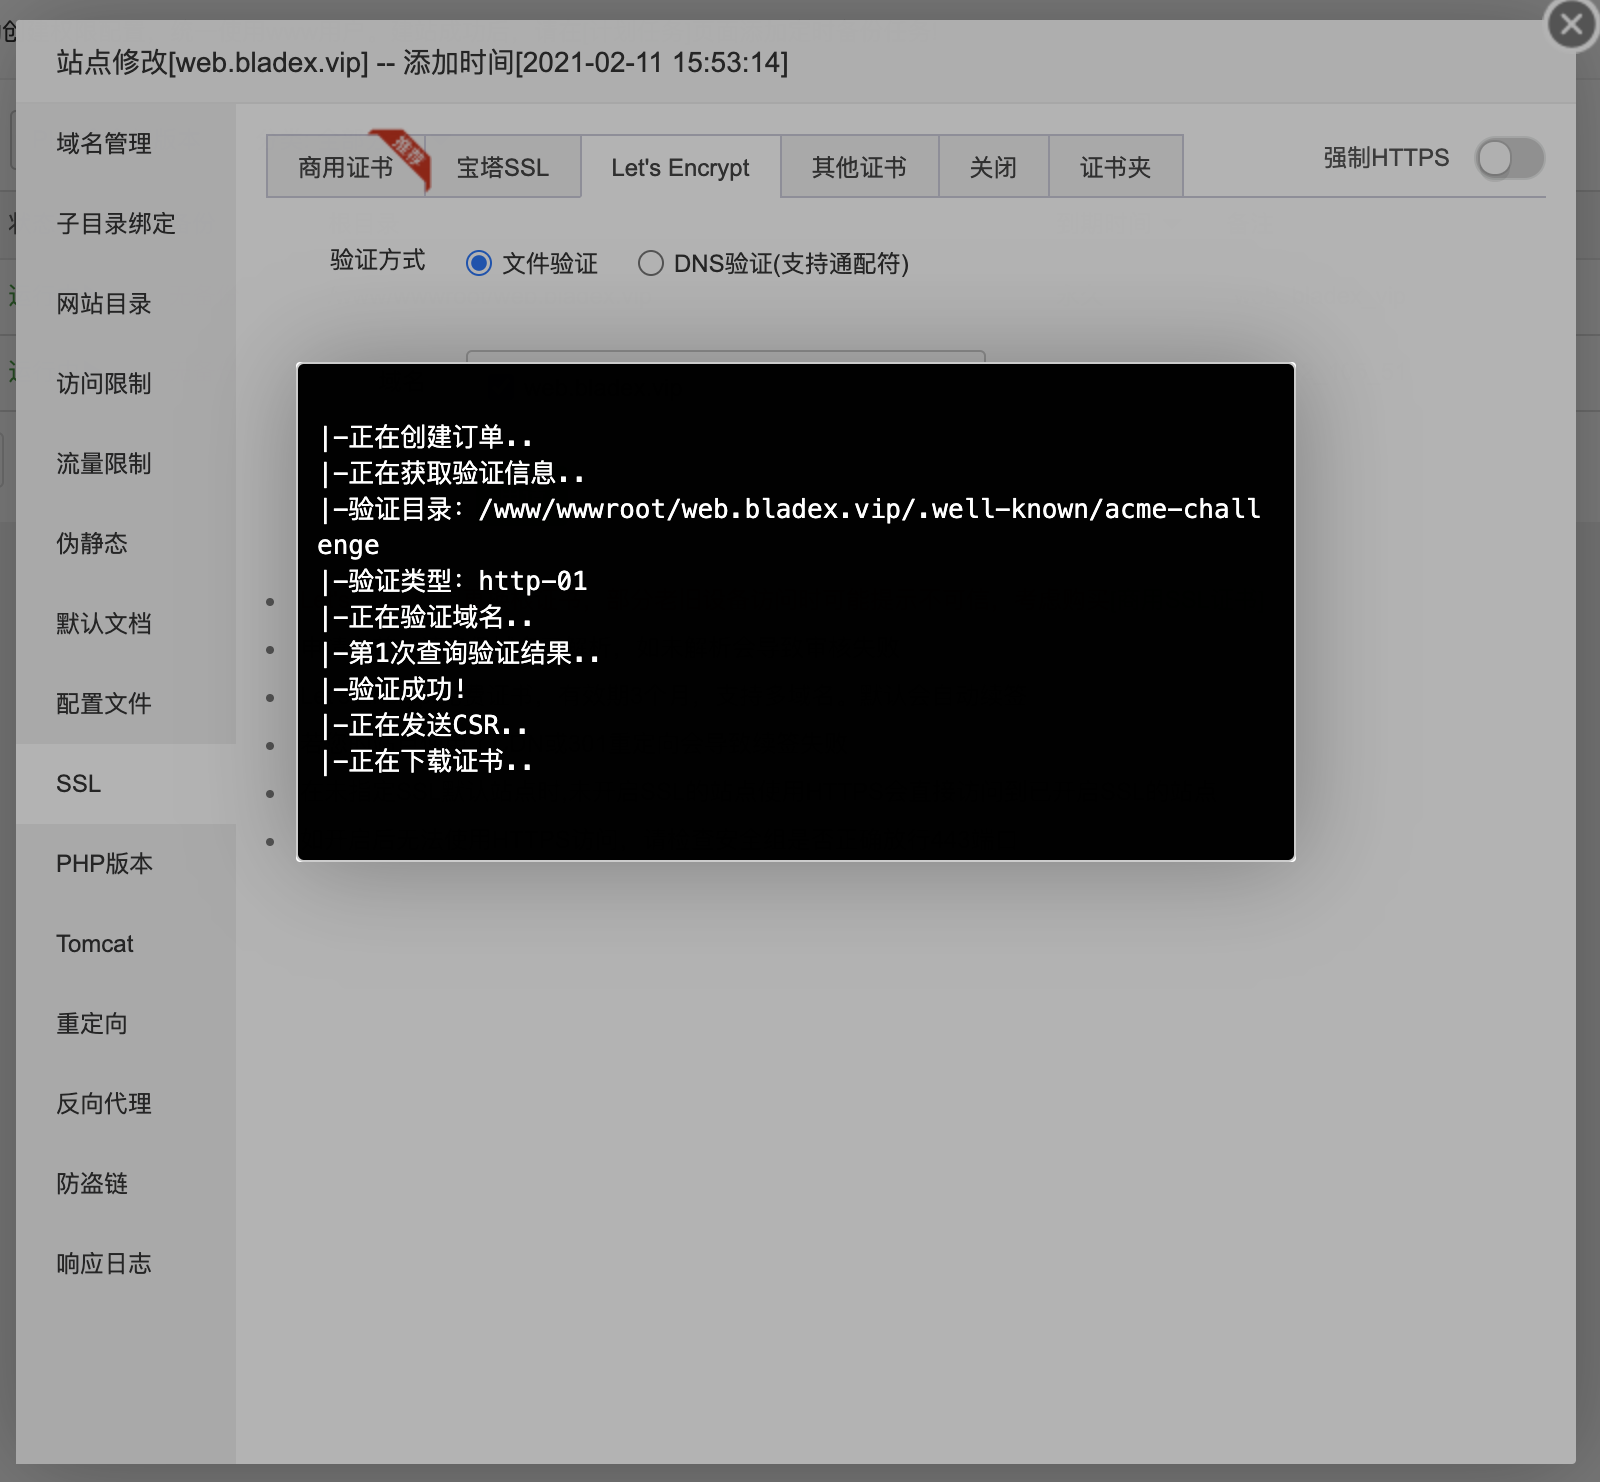 站点修改[web.bladex.vip] -- 添加时间[2021-02-11 15:53:14]
域名管理
子目录绑定
网站目录
访问限制
流量限制
伪静态
默认文档
配置文件
SSL
PHP版本
Tomcat
重定向
反向代理
防盗链
响应日志
商用证书
推荐
宝塔SSL
Let's Encrypt
其他证书
关闭
证书夹
强制HTTPS
验证方式
文件验证
DNS验证(支持通配符)
|-正在创建订单..
|-正在获取验证信息..
|-验证目录：/www/wwwroot/web.bladex.vip/.well-known/acme-chall
enge
|-验证类型：http-01
|-正在验证域名..
|-第1次查询验证结果..
|-验证成功!
|-正在发送CSR..
|-正在下载证书..